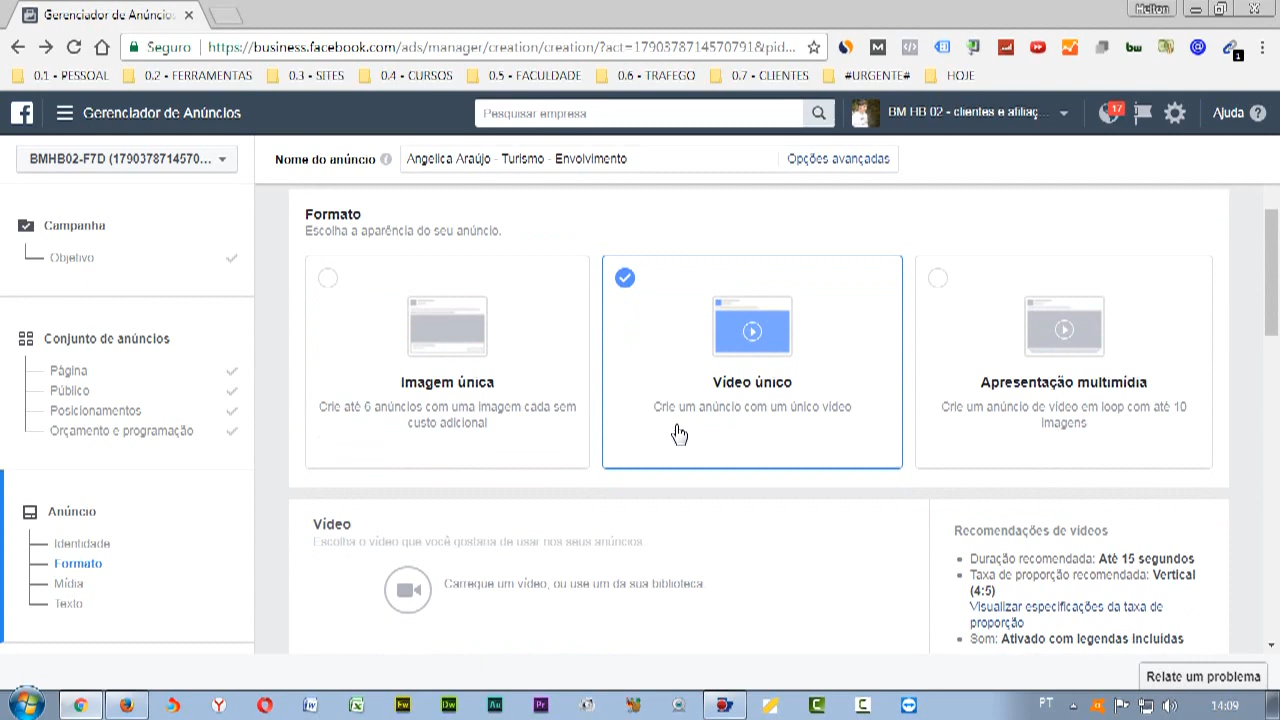 Gerenciador de Anúncios
Helton
Seguro
https://business.facebook.com/ads/manager/creation/creation/?act=1790378714570791&pid...
bw
1
0.1 - PESSOAL
0.2 - FERRAMENTAS
0.3 - SITES
0.4 - CURSOS
0.5 - FACULDADE
0.6 - TRAFEGO
0.7 - CLIENTES
#URGENTE#
HOJE
Gerenciador de Anúncios
Pesquisar empresa
BM HB 02 - clientes e afiliaç...
17
Ajuda
BMHB02-F7D (1790378714570...
Nome do anúncio
Angelica Araújo - Turismo - Envolvimento
Opções avançadas
Campanha
Objetivo
Conjunto de anúncios
Página
Público
Posicionamentos
Orçamento e programação
Anúncio
Identidade
Formato
Mídia
Texto
Formato
Escolha a aparência do seu anúncio.
Imagem única
Crie até 6 anúncios com uma imagem cada sem
custo adicional
Vídeo único
Crie um anúncio com um único vídeo
Apresentação multimídia
Crie um anúncio de vídeo em loop com até 10
imagens
Vídeo
Escolha o vídeo que você gostaria de usar nos seus anúncios
Carregue um vídeo, ou use um da sua biblioteca.
Recomendações de vídeos
Duração recomendada: Até 15 segundos
Taxa de proporção recomendada: Vertical
(4:5)
Visualizar especificações da taxa de
proporção
Som: Ativado com legendas incluídas
Relate um problema
Fw
Dw
Au
Pr
PT
14:09